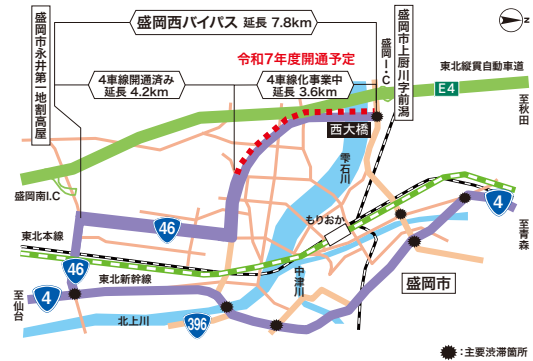 盛岡西バイパス 延長 7.8km
盛岡市永井第一地割高屋
盛岡市上厨川字前潟
盛岡I・C
令和7年度開通予定
4車線開通済み
延長 4.2km
4車線化事業中
延長 3.6km
東北縦貫自動車道
E4
至秋田
西大橋
雫石川
盛岡南I.C
46
もりおか
4
至青森
東北本線
46
東北新幹線
中津川
盛岡市
4
至仙台
北上川
396
:主要渋滞箇所